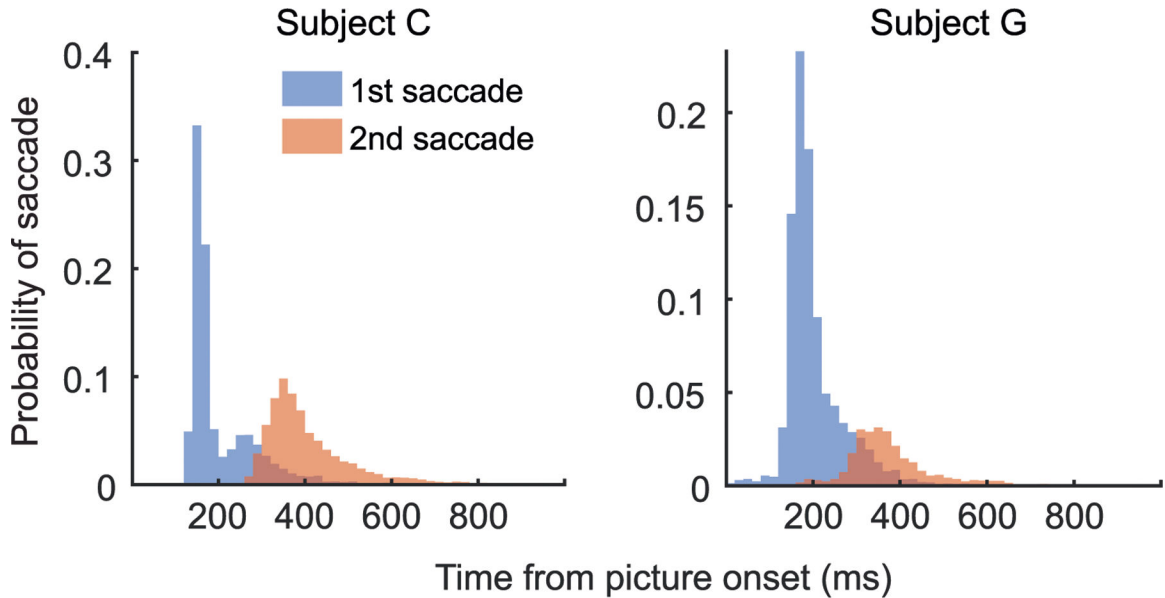 Subject C
Subject G
1st saccade
2nd saccade
Probability of saccade
0.4
0.3
0.2
0.1
0
0.2
0.15
0.1
0.05
0
200 400 600 800
200 400 600 800
Time from picture onset (ms)